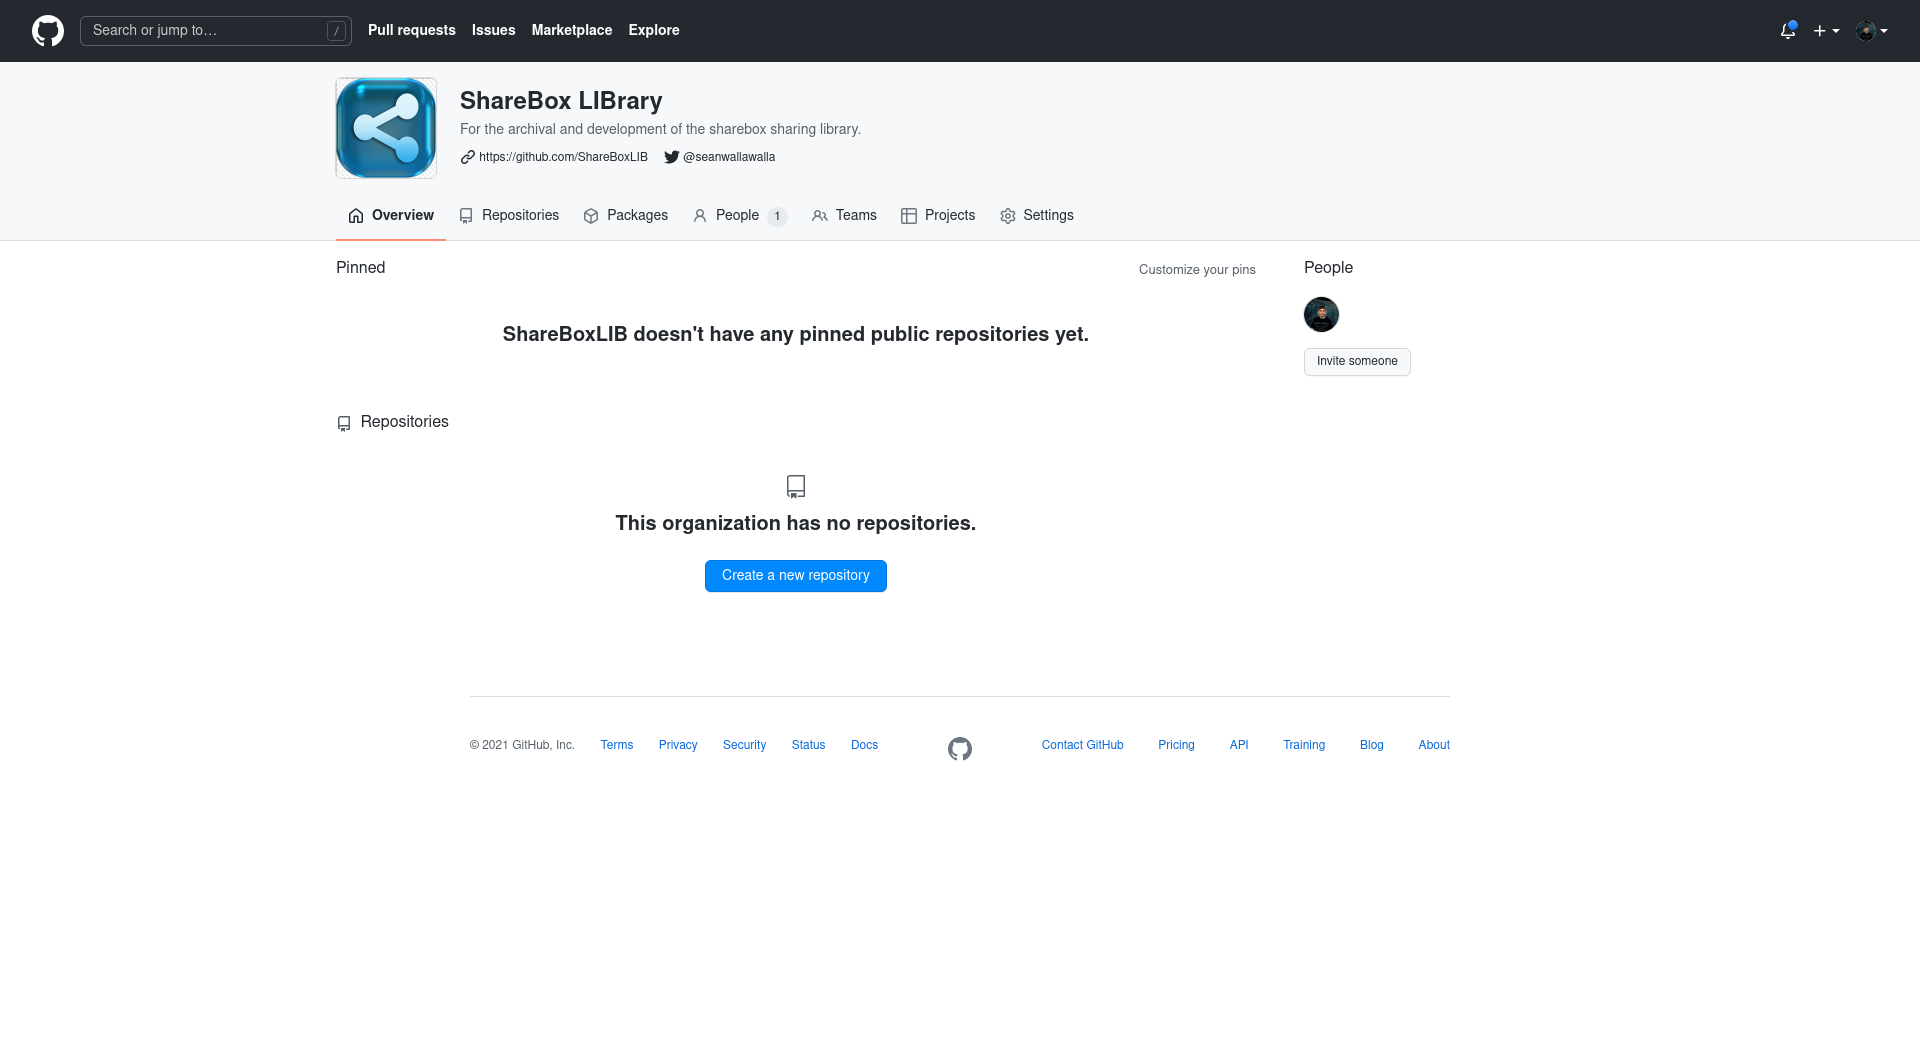 Search or jump to… /
Pull requests Issues Marketplace Explore
ShareBox LIBrary
For the archival and development of the sharebox sharing library.
https://github.com/ShareBoxLIB @seanwallawalla
Overview Repositories Packages People 1 Teams Projects Settings
Pinned
Customize your pins
ShareBoxLIB doesn't have any pinned public repositories yet.
Repositories
This organization has no repositories.
Create a new repository
People
Invite someone
© 2021 GitHub, Inc. Terms Privacy Security Status Docs
Contact GitHub Pricing API Training Blog About